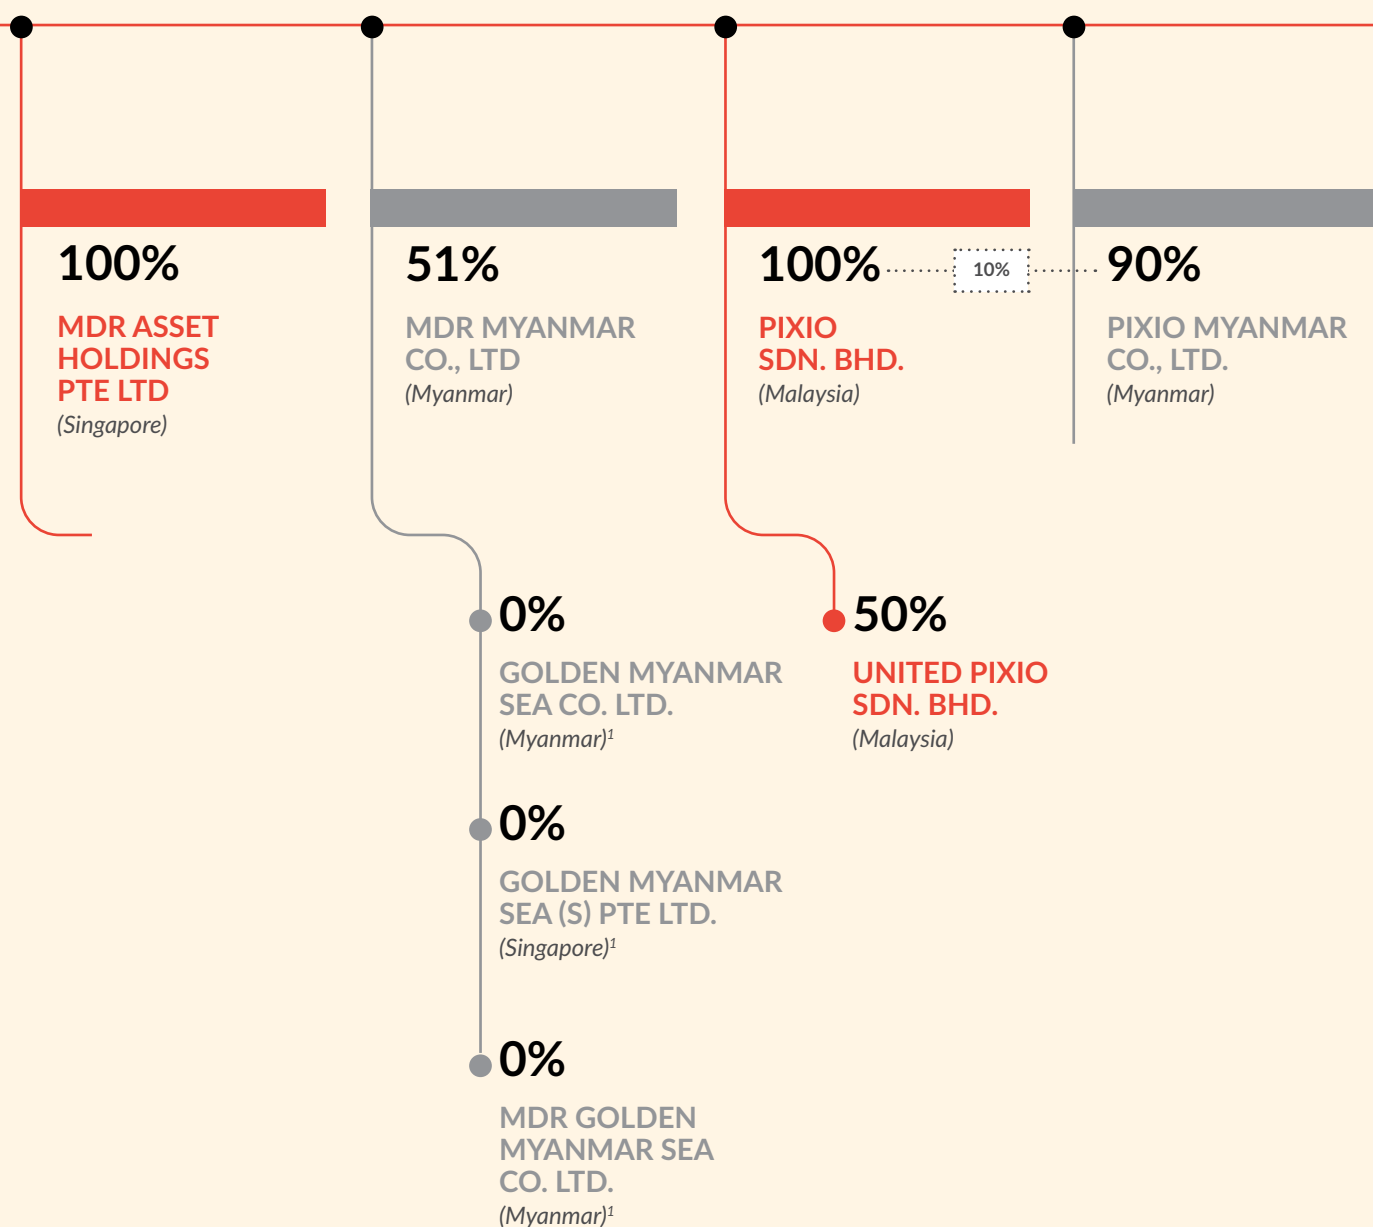 100%
MDR ASSET
HOLDINGS
PTE LTD
(Singapore)
51%
MDR MYANMAR
CO., LTD
(Myanmar)
100%
PIXIO
SDN. BHD.
(Malaysia)
10%
90%
PIXIO MYANMAR
CO., LTD.
(Myanmar)
0%
GOLDEN MYANMAR
SEA CO. LTD.
(Myanmar)¹
0%
GOLDEN MYANMAR
SEA (S) PTE LTD.
(Singapore)¹
0%
MDR GOLDEN
MYANMAR SEA
CO. LTD.
(Myanmar)¹
50%
UNITED PIXIO
SDN. BHD.
(Malaysia)